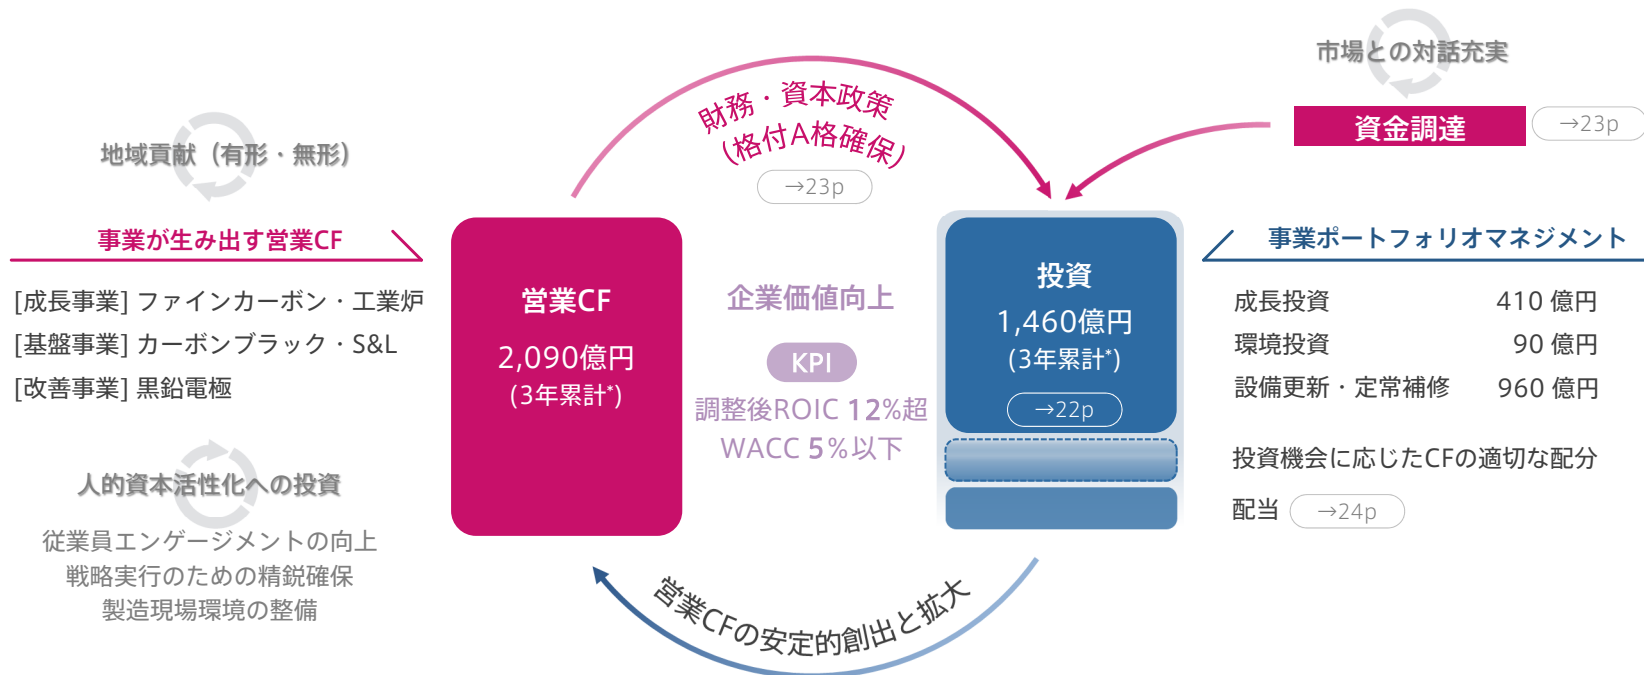 市場との対話充実
資金調達
→23p
財務・資本政策
(格付A格確保)
→23p
地域貢献（有形・無形）
事業が生み出す営業CF
[成長事業] ファインカーボン・工業炉
[基盤事業] カーボンブラック・S&L
[改善事業] 黒鉛電極
人的資本活性化への投資
従業員エンゲージメントの向上
戦略実行のための精鋭確保
製造現場環境の整備
営業CF
2,090億円
(3年累計*)
企業価値向上
KPI
調整後ROIC 12%超
WACC 5%以下
投資
1,460億円
(3年累計*)
→22p
事業ポートフォリオマネジメント
成長投資 410 億円
環境投資 90 億円
設備更新・定常補修 960 億円
投資機会に応じたCFの適切な配分
配当 →24p
営業CFの安定的創出と拡大